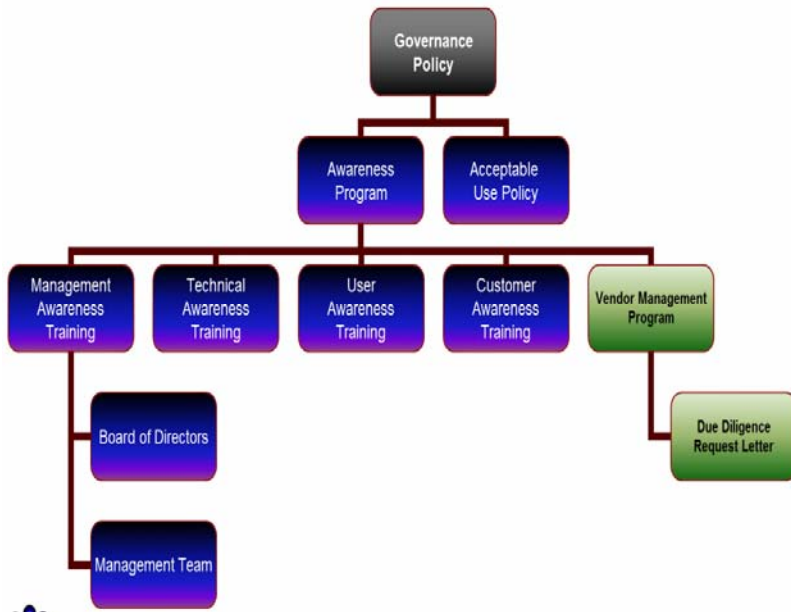 Governance
Policy
Awareness
Program
Acceptable
Use Policy
Management
Awareness
Training
Technical
Awareness
Training
User
Awareness
Training
Customer
Awareness
Training
Vendor Management
Program
Board of Directors
Due Diligence
Request Letter
Management Team